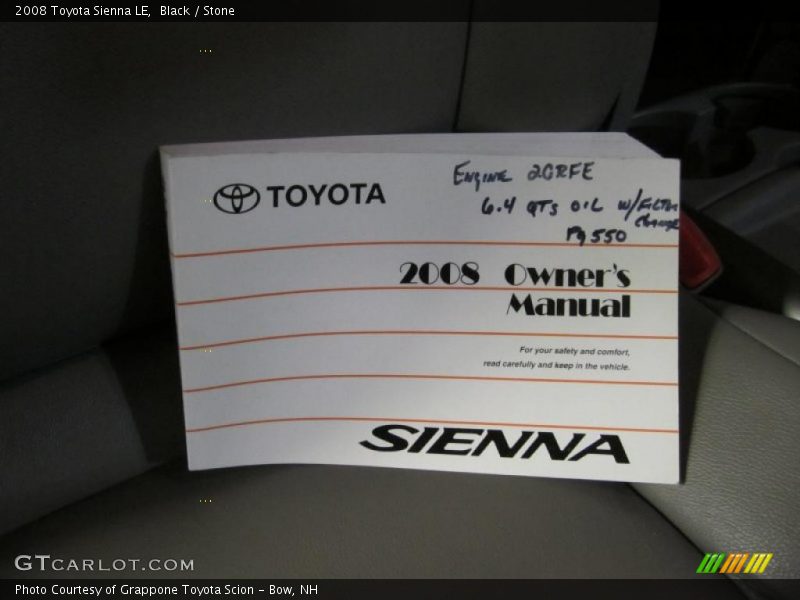 2008 Toyota Sienna LE,  Black / Stone
TOYOTA
Engine 2GRFE
6.4 QTs OIL w/Filter
Change
Pg 550
2008 Owner's
Manual
For your safety and comfort,
read carefully and keep in the vehicle.
SIENNA
GTCARLOT.COM
Photo Courtesy of Grappone Toyota Scion - Bow, NH